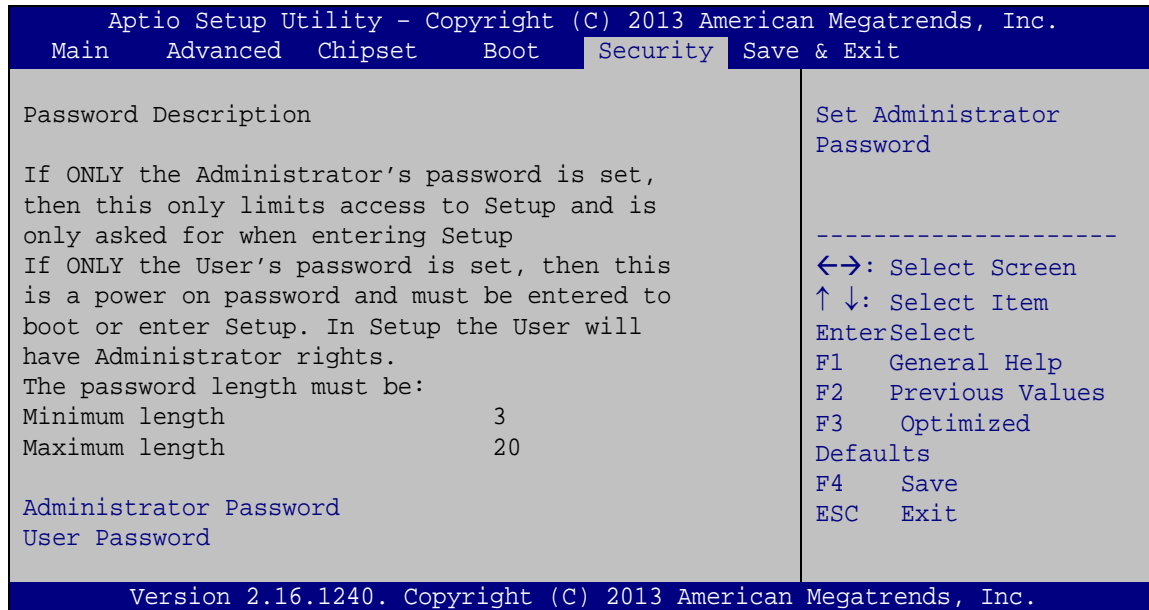 Aptio Setup Utility – Copyright (C) 2013 American Megatrends, Inc.
Main Advanced Chipset Boot Security Save & Exit
Password Description
If ONLY the Administrator's password is set,
then this only limits access to Setup and is
only asked for when entering Setup
If ONLY the User's password is set, then this
is a power on password and must be entered to
boot or enter Setup. In Setup the User will
have Administrator rights.
The password length must be:
Minimum length 3
Maximum length 20
Administrator Password
User Password
Set Administrator
Password
---------------------
←→: Select Screen
↑ ↓: Select Item
EnterSelect
F1 General Help
F2 Previous Values
F3 Optimized
Defaults
F4 Save
ESC Exit
Version 2.16.1240. Copyright (C) 2013 American Megatrends, Inc.